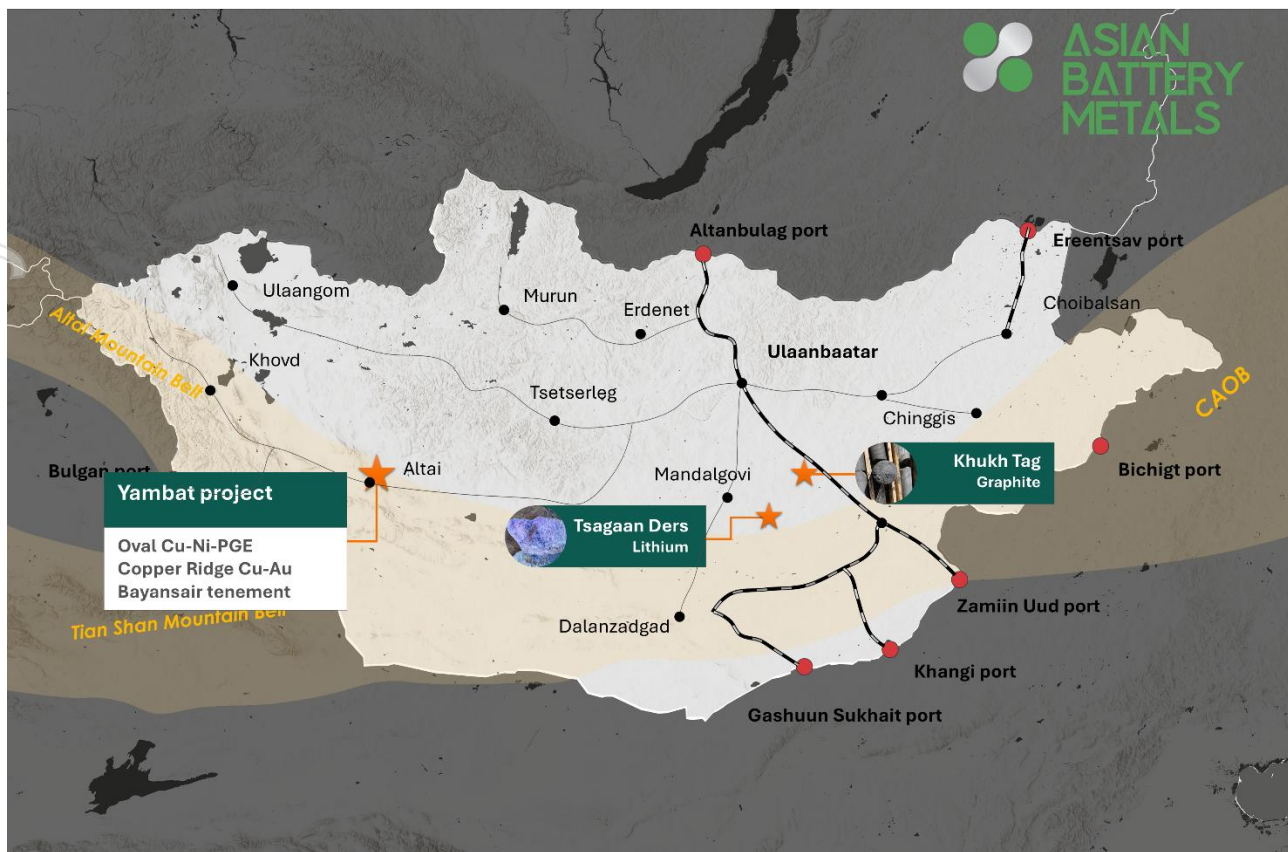 ASIAN
BATTERY
METALS
Altanbulag port
Ereentsav port
Ulaangom
Murun
Erdenet
Choibalsan
Altai Mountain Belt
Khovd
Ulaanbaatar
CAOB
Tsetserleg
Chinggis
Bulgan port
Altai
Mandalgovi
Khukh Tag
Graphite
Bichigt port
Yambat project
Oval Cu-Ni-PGE
Copper Ridge Cu-Au
Bayansair tenement
Tsagaan Ders
Lithium
Tian Shan Mountain Belt
Dalanzadgad
Zamiin Uud port
Khangi port
Gashuun Sukhait port